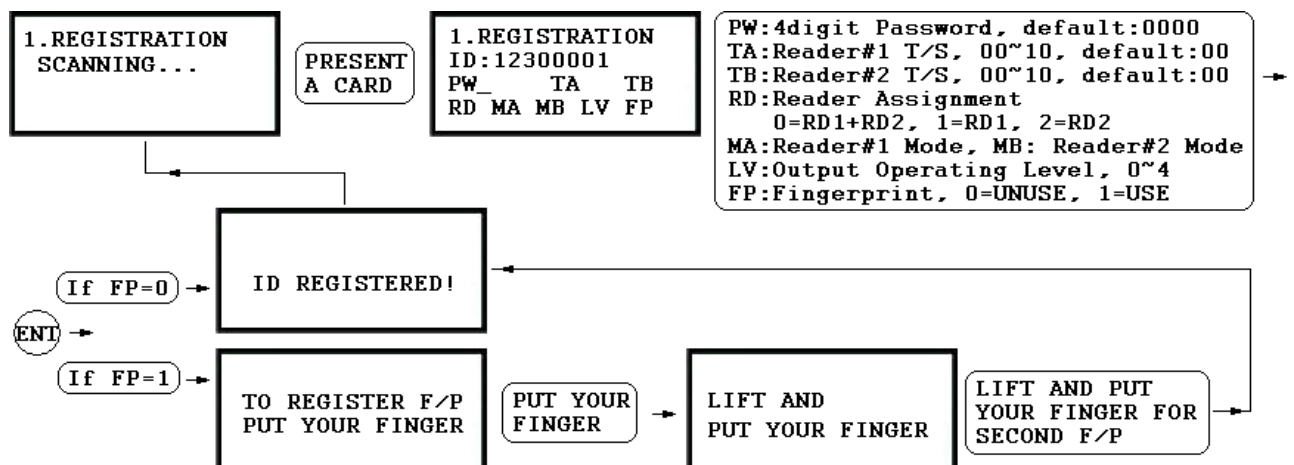 1.REGISTRATION
SCANNING...
PRESENT
A CARD
1.REGISTRATION
ID:12300001
PW_ TA TB
RD MA MB LV FP
PW:4digit Password, default:0000
TA:Reader#1 T/S, 00~10, default:00
TB:Reader#2 T/S, 00~10, default:00
RD:Reader Assignment
0=RD1+RD2, 1=RD1, 2=RD2
MA:Reader#1 Mode, MB: Reader#2 Mode
LV:Output Operating Level, 0~4
FP:Fingerprint, 0=UNUSE, 1=USE
If FP=0
ID REGISTERED!
ENT
If FP=1
TO REGISTER F/P
PUT YOUR FINGER
PUT YOUR
FINGER
LIFT AND
PUT YOUR FINGER
LIFT AND PUT
YOUR FINGER FOR
SECOND F/P